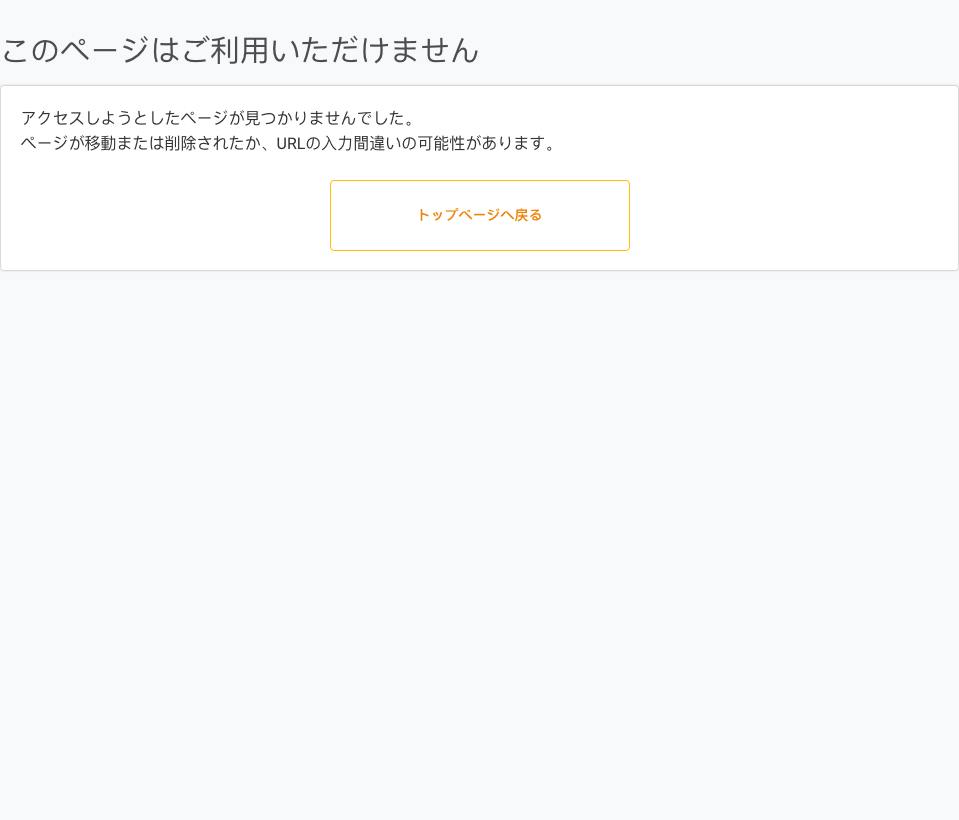 このページはご利用いただけません
アクセスしようとしたページが見つかりませんでした。
ページが移動または削除されたか、URLの入力間違いの可能性があります。
トップページへ戻る